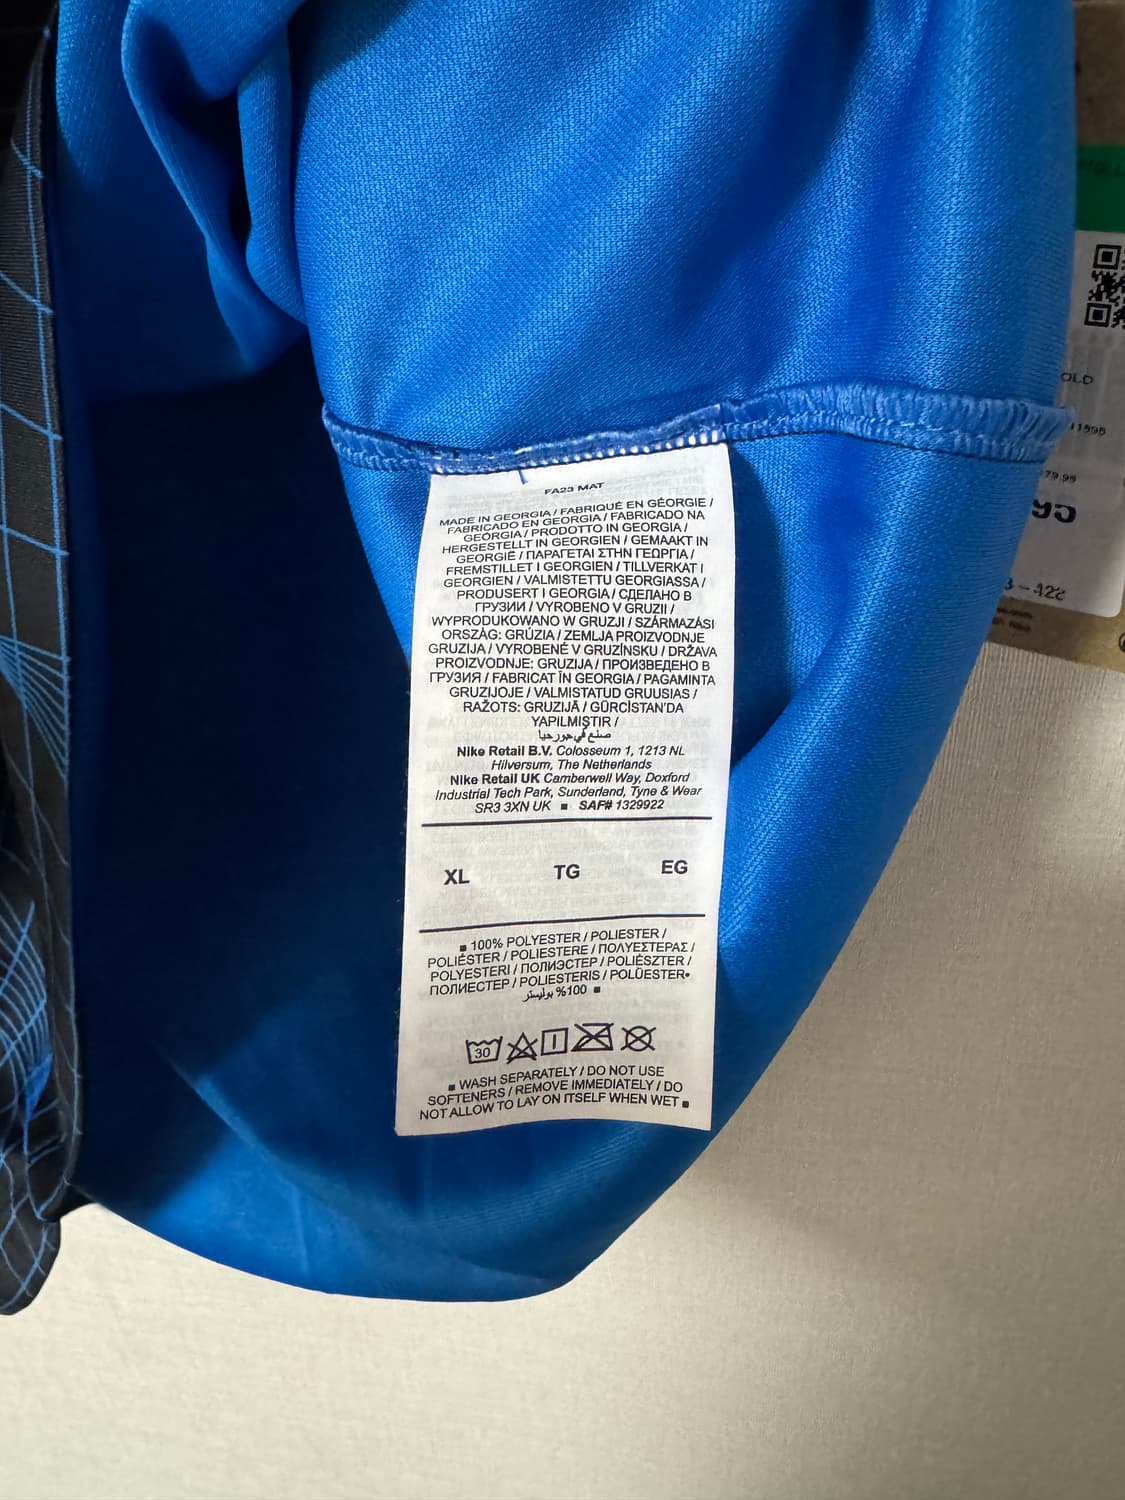 FA23 MAT
MADE IN GEORGIA / FABRIQUÉ EN GÉORGIE /
FABRICADO EN GEORGIA / FABRICADO NA
GEÓRGIA / PRODOTTO IN GEORGIA /
HERGESTELLT IN GEORGIEN / GEMAAKT IN
GEORGIË / ΠΑΡΑΓΕΤΑΙ ΣΤΗΝ ΓΕΩΡΓΙΑ /
FREMSTILLET I GEORGIEN / TILLVERKAT I
GEORGIEN / VALMISTETTU GEORGIASSA /
PRODUSERT I GEORGIA / СДЕЛАНО В
ГРУЗИИ / VYROBENO V GRUZII /
WYPRODUKOWANO W GRUZJI / SZÁRMAZÁSI
ORSZÁG: GRÚZIA / ZEMLJA PROIZVODNJE
GRUZIJA / VYROBENÉ V GRUZÍNSKU / DRŽAVA
PROIZVODNJE: GRUZIJA / ПРОИЗВЕДЕНО В
ГРУЗИЯ / FABRICAT ÎN GEORGIA / PAGAMINTA
GRUZIJOJE / VALMISTATUD GRUUSIAS /
RAŽOTS: GRUZIJĀ / GÜRCİSTAN'DA
YAPILMIŞTIR /
صنع في جورجيا
Nike Retail B.V. Colosseum 1, 1213 NL
Hilversum, The Netherlands
Nike Retail UK Camberwell Way, Doxford
Industrial Tech Park, Sunderland, Tyne & Wear
SR3 3XN UK ■ SAF# 1329922
XL TG EG
■ 100% POLYESTER / POLIESTER /
POLIÉSTER / POLIESTERE / ΠΟΛΥΕΣΤΕΡΑΣ /
POLYESTERI / ПОЛИЭСТЕР / POLIÉSZTER /
ПОЛИЕСТЕР / POLIESTERIS / POLÜESTER•
100% بوليستر ■
30
■ WASH SEPARATELY / DO NOT USE
SOFTENERS / REMOVE IMMEDIATELY / DO
NOT ALLOW TO LAY ON ITSELF WHEN WET ■
OLD
79.95
95